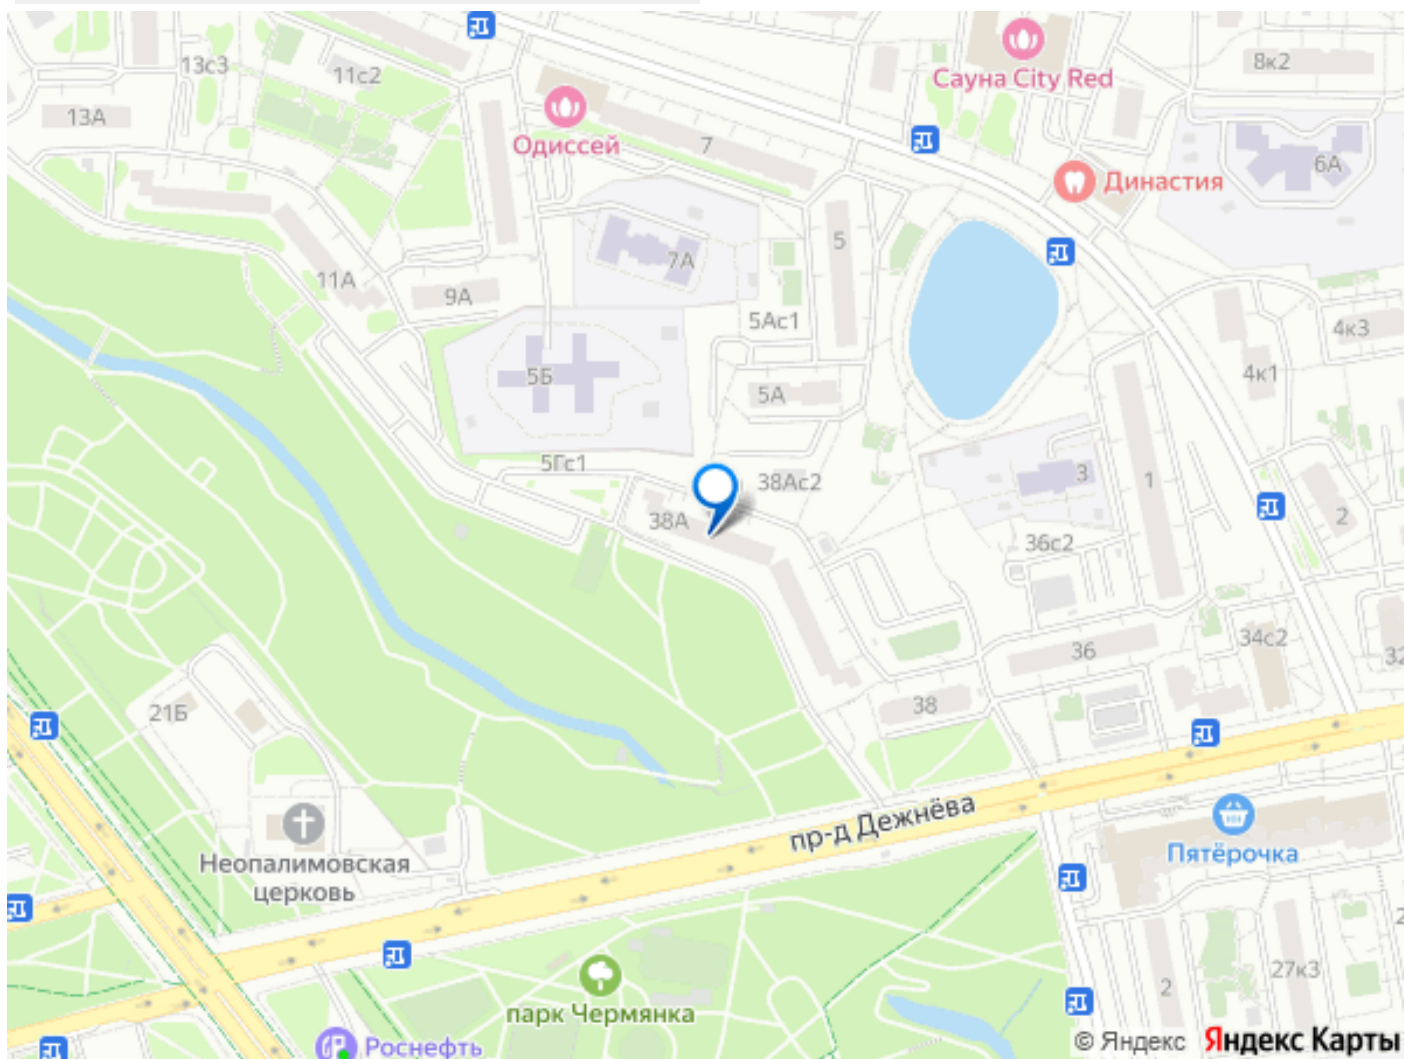 13с3
11с2
Сауна City Red
8к2
13А
Одиссей
7
Династия
6А
7А
5
11А
9А
5Ас1
4к3
5Б
5А
4к1
5Гс1
38Ас2
3
1
38А
36с2
2
36
34с2
32
21Б
38
пр-д Дежнёва
Неопалимовская
церковь
Пятёрочка
парк Чермянка
2
27к3
2
Роснефть
© Яндекс Яндекс Карты